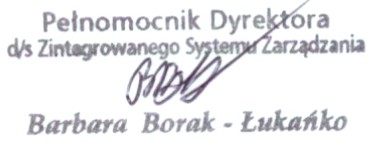 Pełnomocnik Dyrektora
d/s Zintegrowanego Systemu Zarządzania
Barbara Borak - Łukańko